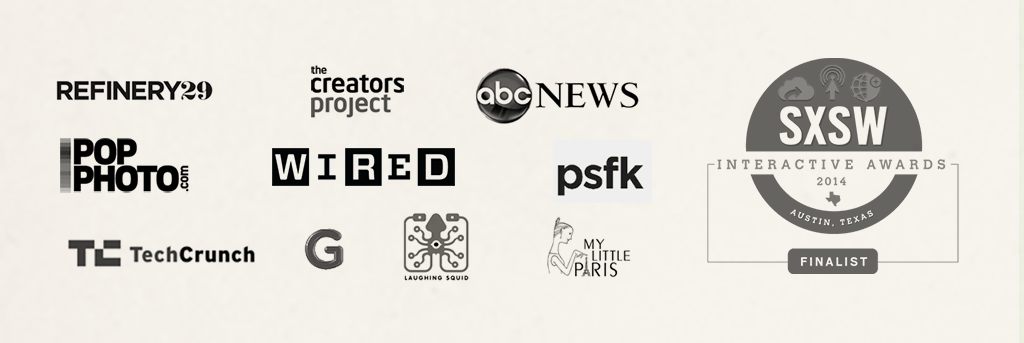 REFINERY29
the
creators
project
abc NEWS
POP
PHOTO.com
WIRED
psfk
TC TechCrunch
G
LAUGHING SQUID
MY
LITTLE
PARIS
SXSW
INTERACTIVE AWARDS
2014
AUSTIN, TEXAS
FINALIST